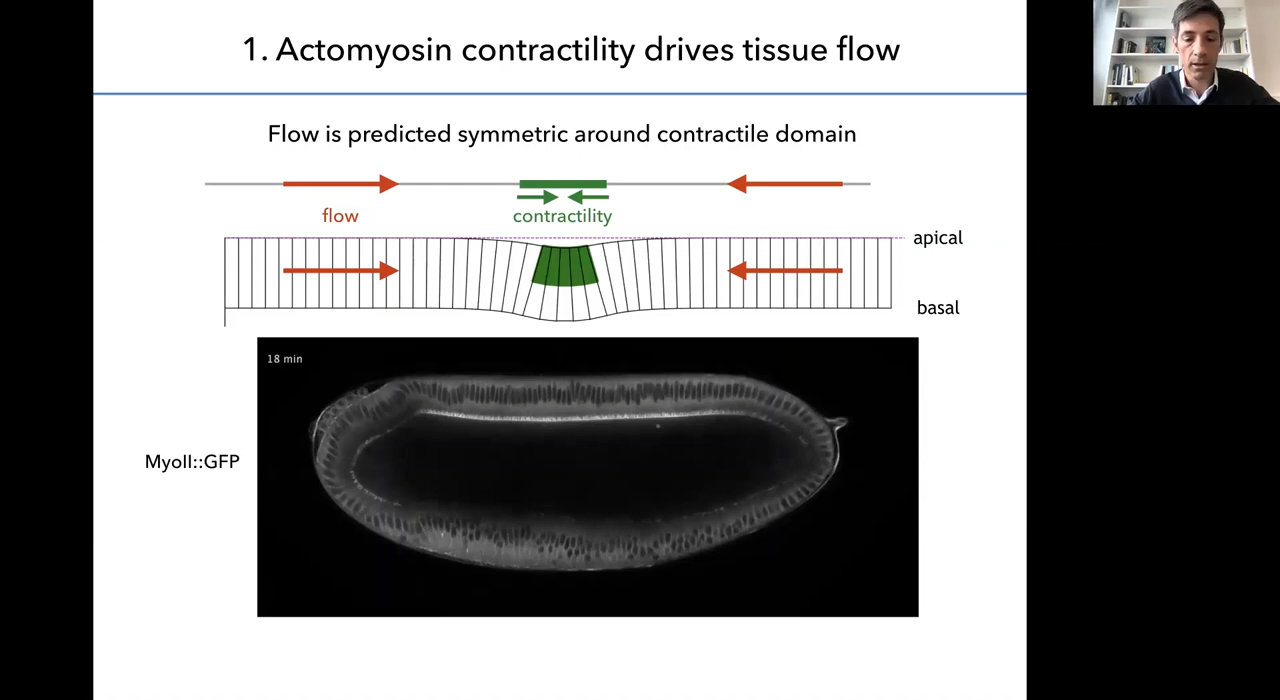 1. Actomyosin contractility drives tissue flow
Flow is predicted symmetric around contractile domain
flow
contractility
apical
basal
18 min
MyoII::GFP